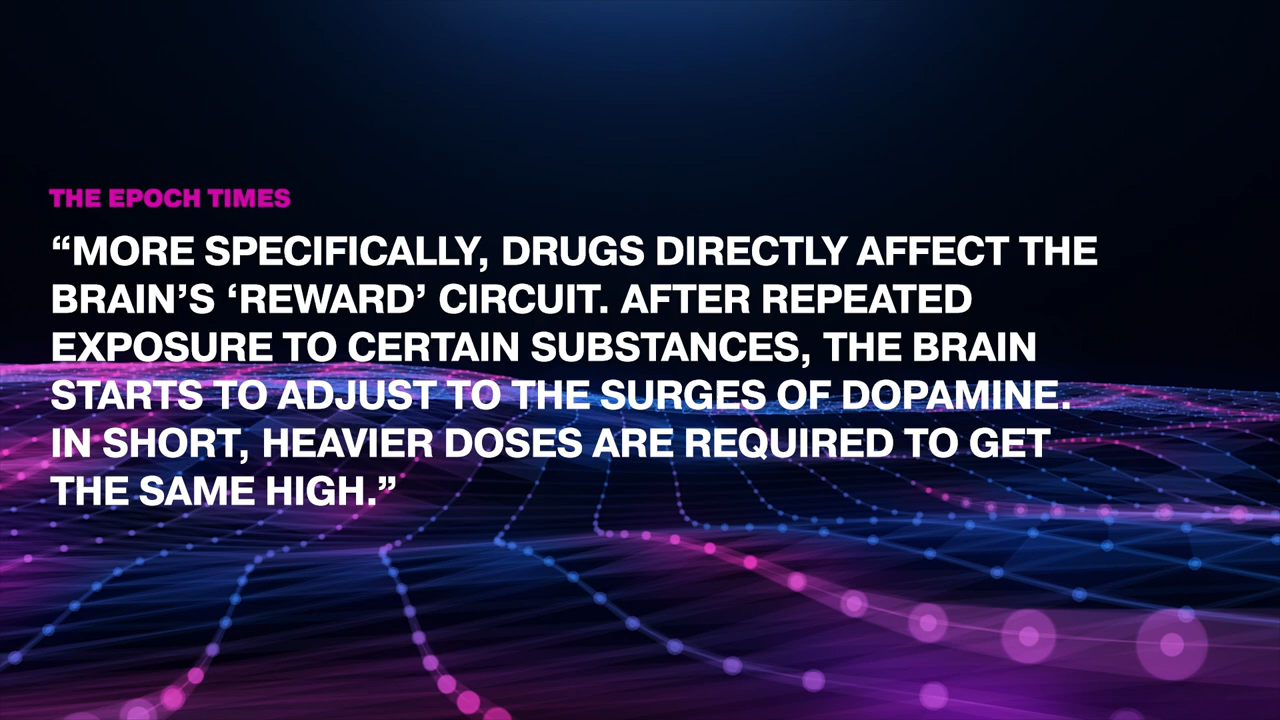 THE EPOCH TIMES
“MORE SPECIFICALLY, DRUGS DIRECTLY AFFECT THE
BRAIN’S ‘REWARD’ CIRCUIT. AFTER REPEATED
EXPOSURE TO CERTAIN SUBSTANCES, THE BRAIN
STARTS TO ADJUST TO THE SURGES OF DOPAMINE.
IN SHORT, HEAVIER DOSES ARE REQUIRED TO GET
THE SAME HIGH.”